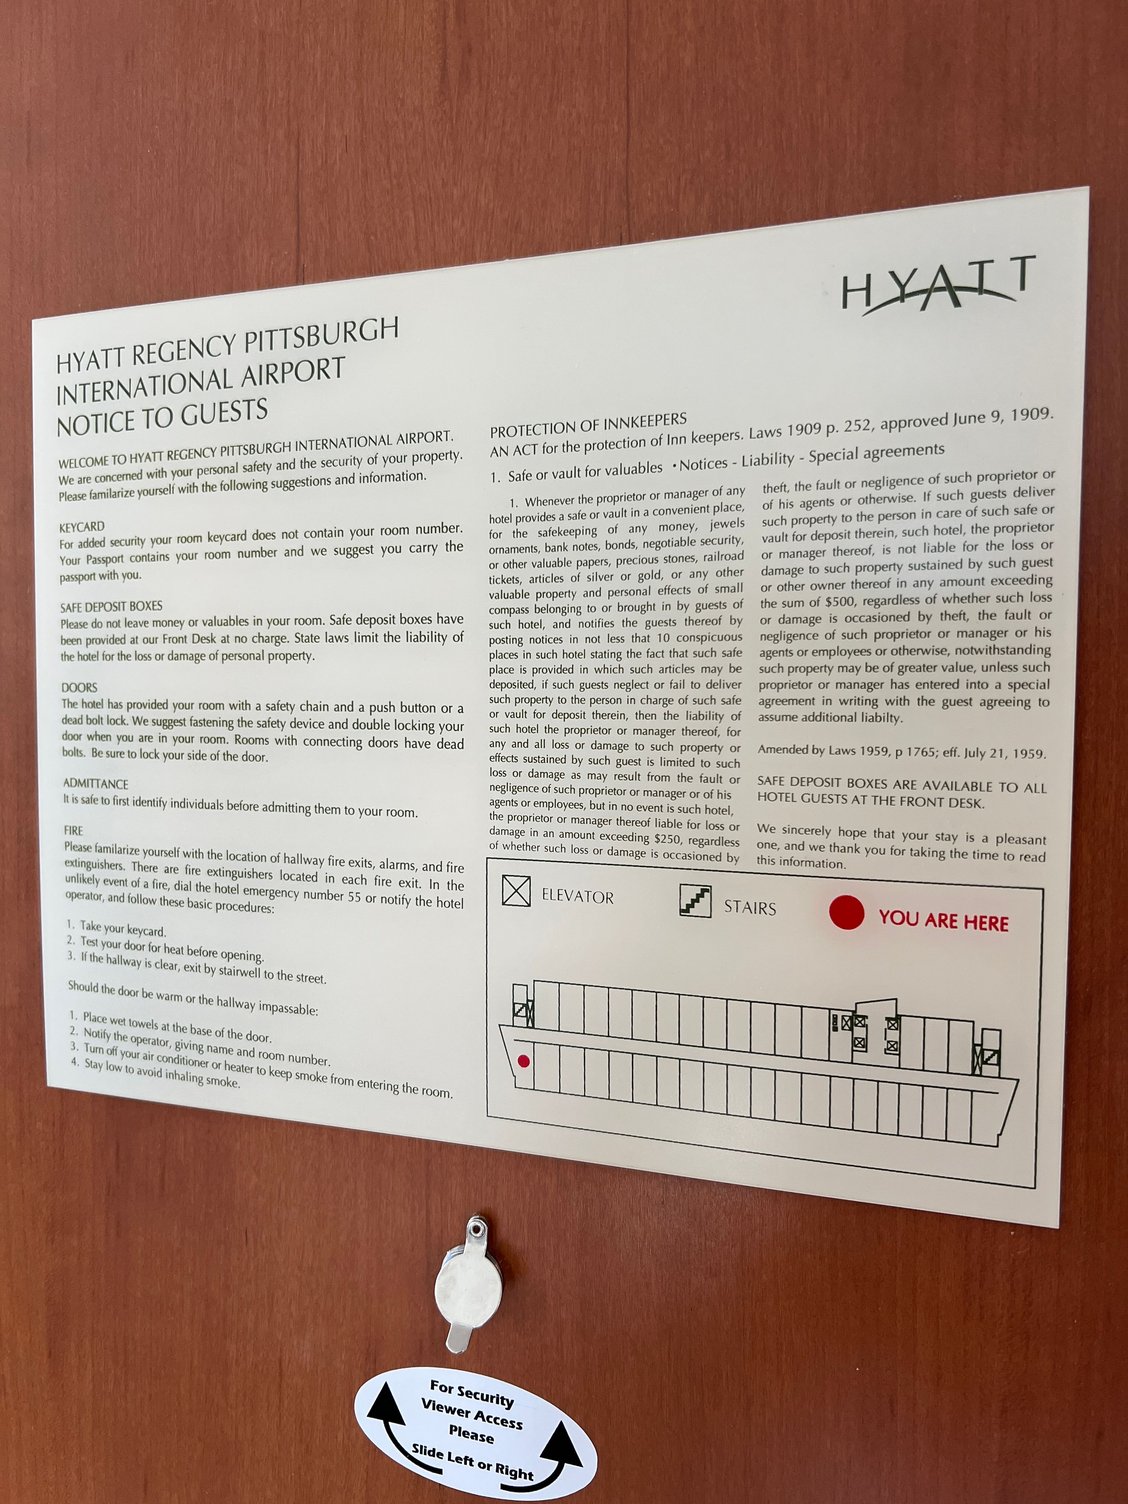 HYATT
HYATT REGENCY PITTSBURGH
INTERNATIONAL AIRPORT
NOTICE TO GUESTS
WELCOME TO HYATT REGENCY PITTSBURGH INTERNATIONAL AIRPORT.
We are concerned with your personal safety and the security of your property.
Please familarize yourself with the following suggestions and information.
KEYCARD
For added security your room keycard does not contain your room number.
Your Passport contains your room number and we suggest you carry the
passport with you.
SAFE DEPOSIT BOXES
Please do not leave money or valuables in your room. Safe deposit boxes have
been provided at our Front Desk at no charge. State laws limit the liability of
the hotel for the loss or damage of personal property.
DOORS
The hotel has provided your room with a safety chain and a push button or a
dead bolt lock. We suggest fastening the safety device and double locking your
door when you are in your room. Rooms with connecting doors have dead
bolts. Be sure to lock your side of the door.
ADMITTANCE
It is safe to first identify individuals before admitting them to your room.
FIRE
Please familarize yourself with the location of hallway fire exits, alarms, and fire
extinguishers. There are fire extinguishers located in each fire exit. In the
unlikely event of a fire, dial the hotel emergency number 55 or notify the hotel
operator, and follow these basic procedures:
1. Take your keycard.
2. Test your door for heat before opening.
3. If the hallway is clear, exit by stairwell to the street.
Should the door be warm or the hallway impassable:
1. Place wet towels at the base of the door.
2. Notify the operator, giving name and room number.
3. Turn off your air conditioner or heater to keep smoke from entering the room.
4. Stay low to avoid inhaling smoke.
PROTECTION OF INNKEEPERS
AN ACT for the protection of Inn keepers. Laws 1909 p. 252, approved June 9, 1909.
1. Safe or vault for valuables • Notices - Liability - Special agreements
1. Whenever the proprietor or manager of any
hotel provides a safe or vault in a convenient place,
for the safekeeping of any money, jewels
ornaments, bank notes, bonds, negotiable security,
or other valuable papers, precious stones, railroad
tickets, articles of silver or gold, or any other
valuable property and personal effects of small
compass belonging to or brought in by guests of
such hotel, and notifies the guests thereof by
posting notices in not less that 10 conspicuous
places in such hotel stating the fact that such safe
place is provided in which such articles may be
deposited, if such guests neglect or fail to deliver
such property to the person in charge of such safe
or vault for deposit therein, then the liability of
such hotel the proprietor or manager thereof, for
any and all loss or damage to such property or
effects sustained by such guest is limited to such
loss or damage as may result from the fault or
negligence of such proprietor or manager or of his
agents or employees, but in no event is such hotel,
the proprietor or manager thereof liable for loss or
damage in an amount exceeding $250, regardless
of whether such loss or damage is occasioned by
theft, the fault or negligence of such proprietor or
of his agents or otherwise. If such guests deliver
such property to the person in care of such safe or
vault for deposit therein, such hotel, the proprietor
or manager thereof, is not liable for the loss or
damage to such property sustained by such guest
or other owner thereof in any amount exceeding
the sum of $500, regardless of whether such loss
or damage is occasioned by theft, the fault or
negligence of such proprietor or manager or his
agents or employees or otherwise, notwithstanding
such property may be of greater value, unless such
proprietor or manager has entered into a special
agreement in writing with the guest agreeing to
assume additional liabilty.
Amended by Laws 1959, p 1765; eff. July 21, 1959.
SAFE DEPOSIT BOXES ARE AVAILABLE TO ALL
HOTEL GUESTS AT THE FRONT DESK.
We sincerely hope that your stay is a pleasant
one, and we thank you for taking the time to read
this information.
ELEVATOR
STAIRS
YOU ARE HERE
For Security
Viewer Access
Please
Slide Left or Right